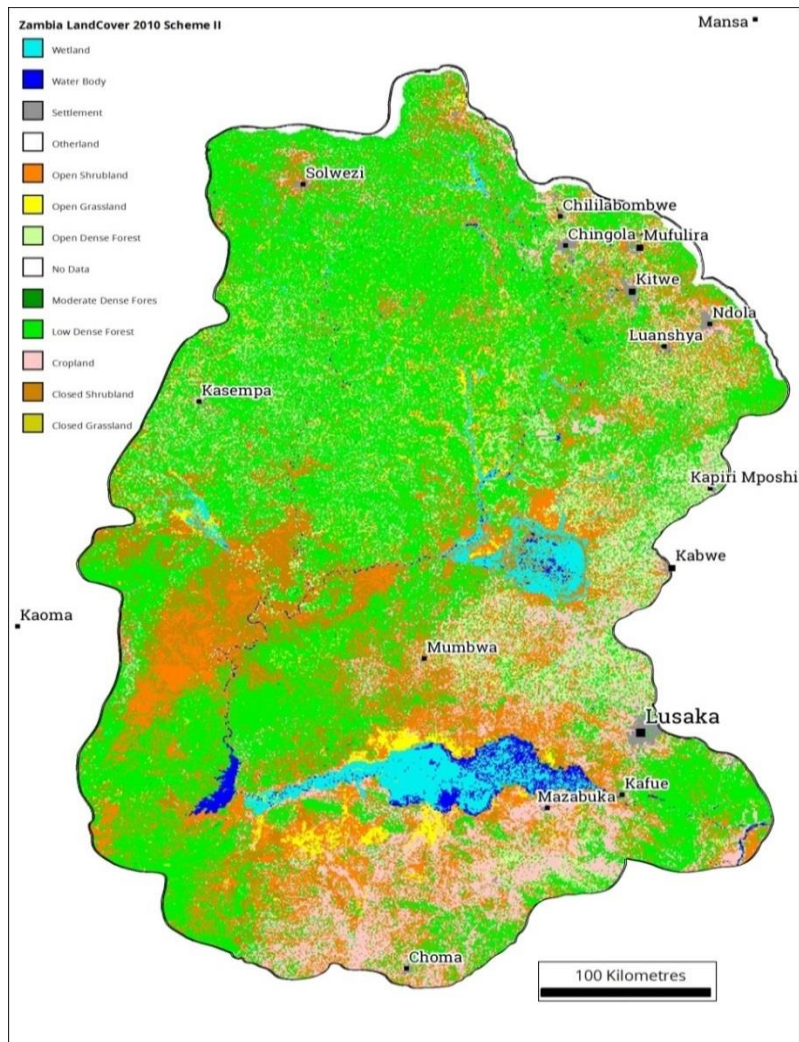 Zambia LandCover 2010 Scheme II
Wetland
Water Body
Settlement
Otherland
Open Shrubland
Open Grassland
Open Dense Forest
No Data
Moderate Dense Fores
Low Dense Forest
Cropland
Closed Shrubland
Closed Grassland
Mansa
Solwezi
Chililabombwe
Chingola
Mufulira
Kitwe
Ndola
Luanshya
Kasempa
Kapiri Mposhi
Kabwe
Kaoma
Mumbwa
Lusaka
Kafue
Mazabuka
Choma
100 Kilometres